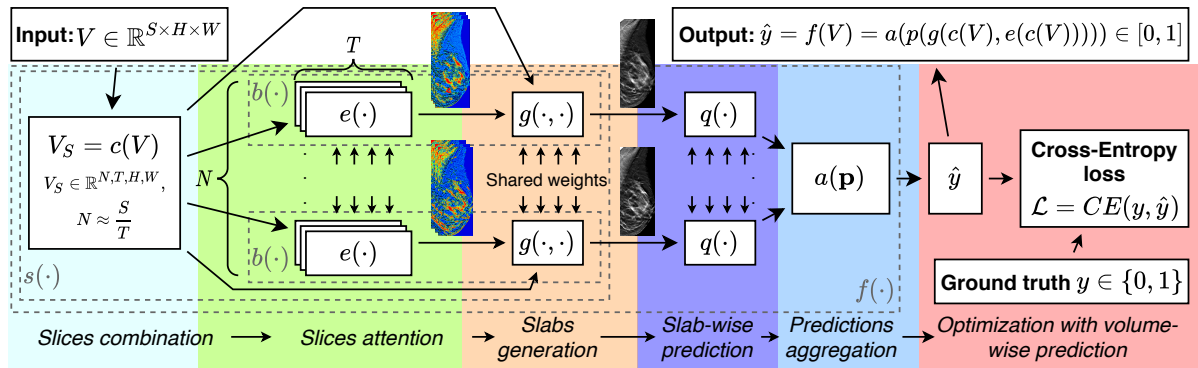 Input: V ∈ ℝ^{S×H×W}
Output: ŷ = f(V) = a(p(g(c(V), e(c(V))))) ∈ [0, 1]
T
b(·)
e(·)
g(·,·)
q(·)
V_S = c(V)
V_S ∈ ℝ^{N,T,H,W},
N ≈ S/T
N
Shared weights
a(𝐩)
ŷ
Cross-Entropy
loss
ℒ = CE(y, ŷ)
b(·)
e(·)
g(·,·)
q(·)
s(·)
f(·)
Ground truth y ∈ {0, 1}
Slices combination
Slices attention
Slabs
generation
Slab-wise
prediction
Predictions
aggregation
Optimization with volume-
wise prediction